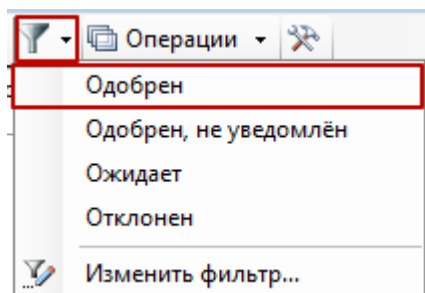 Операции
Одобрен
Одобрен, не уведомлён
Ожидает
Отклонен
Изменить фильтр...